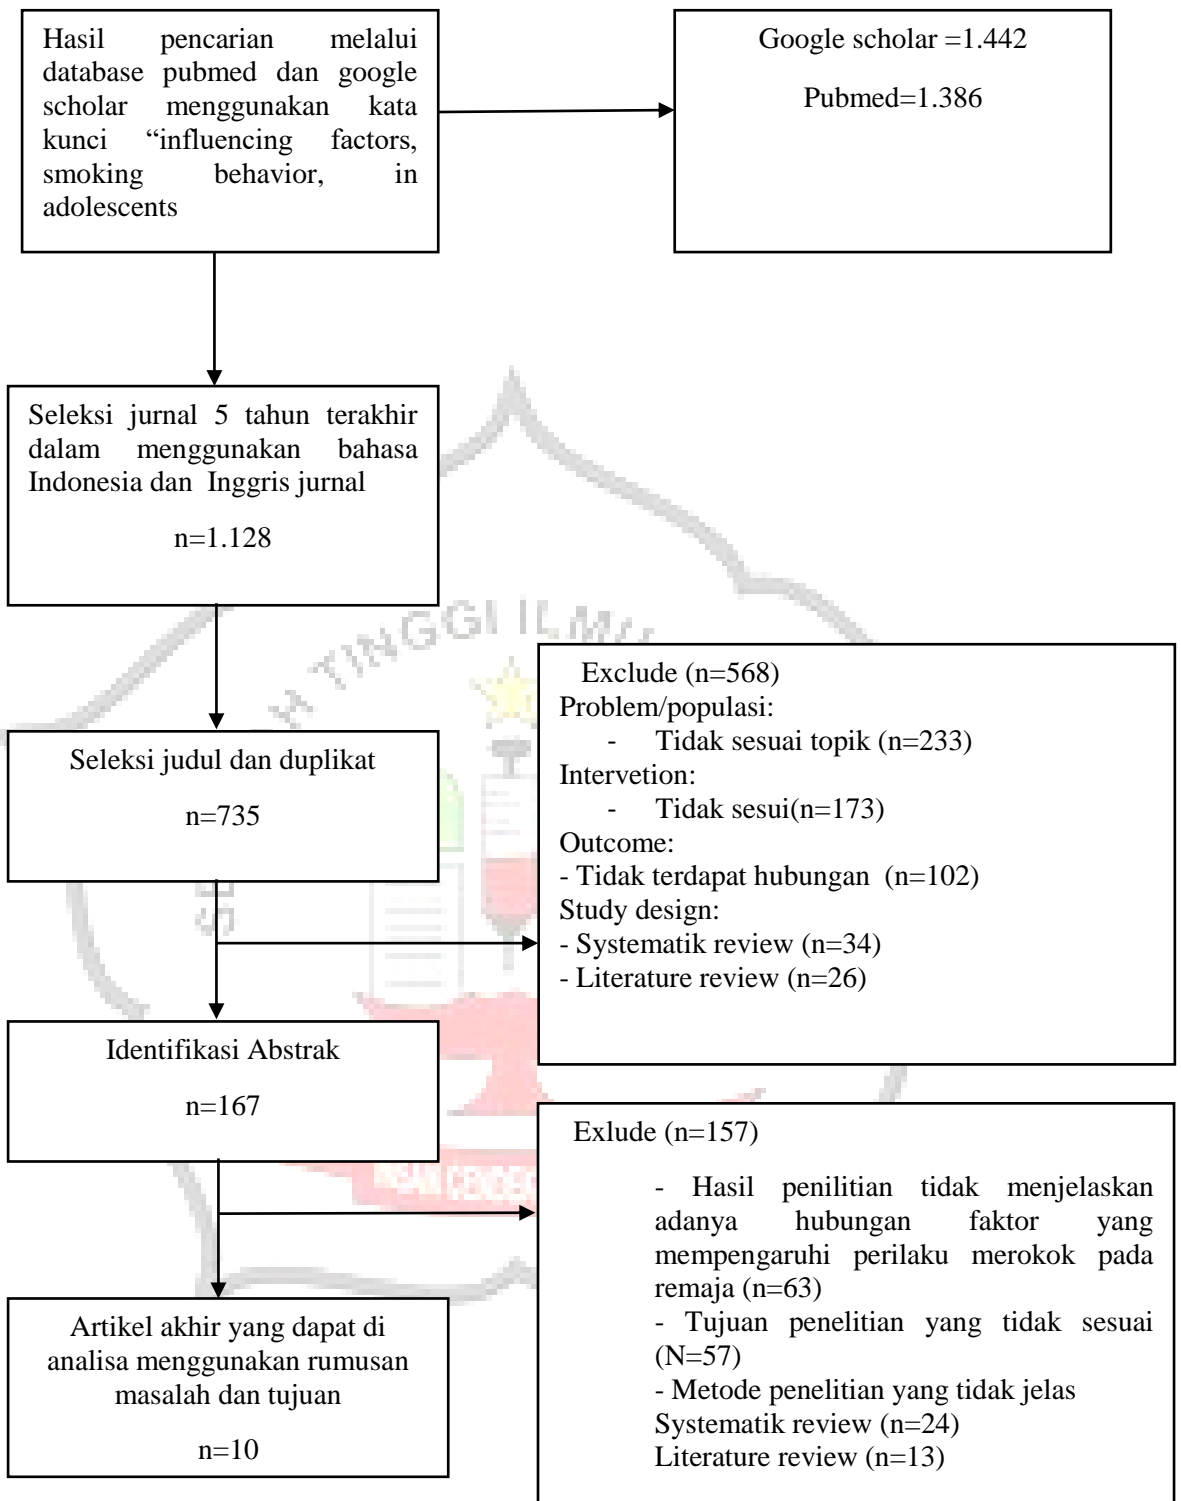 Hasil pencarian melalui
database pubmed dan google
scholar menggunakan kata
kunci “influencing factors,
smoking behavior, in
adolescents
Google scholar =1.442
Pubmed=1.386
Seleksi jurnal 5 tahun terakhir
dalam menggunakan bahasa
Indonesia dan Inggris jurnal
n=1.128
TINGGI ILMU
Seleksi judul dan duplikat
n=735
Exclude (n=568)
Problem/populasi:
- Tidak sesuai topik (n=233)
Intervetion:
- Tidak sesui(n=173)
Outcome:
- Tidak terdapat hubungan (n=102)
Study design:
- Systematik review (n=34)
- Literature review (n=26)
Identifikasi Abstrak
n=167
Exlude (n=157)
- Hasil penilitian tidak menjelaskan
adanya hubungan faktor yang
mempengaruhi perilaku merokok pada
remaja (n=63)
- Tujuan penelitian yang tidak sesuai
(N=57)
- Metode penelitian yang tidak jelas
Systematik review (n=24)
Literature review (n=13)
Artikel akhir yang dapat di
analisa menggunakan rumusan
masalah dan tujuan
n=10